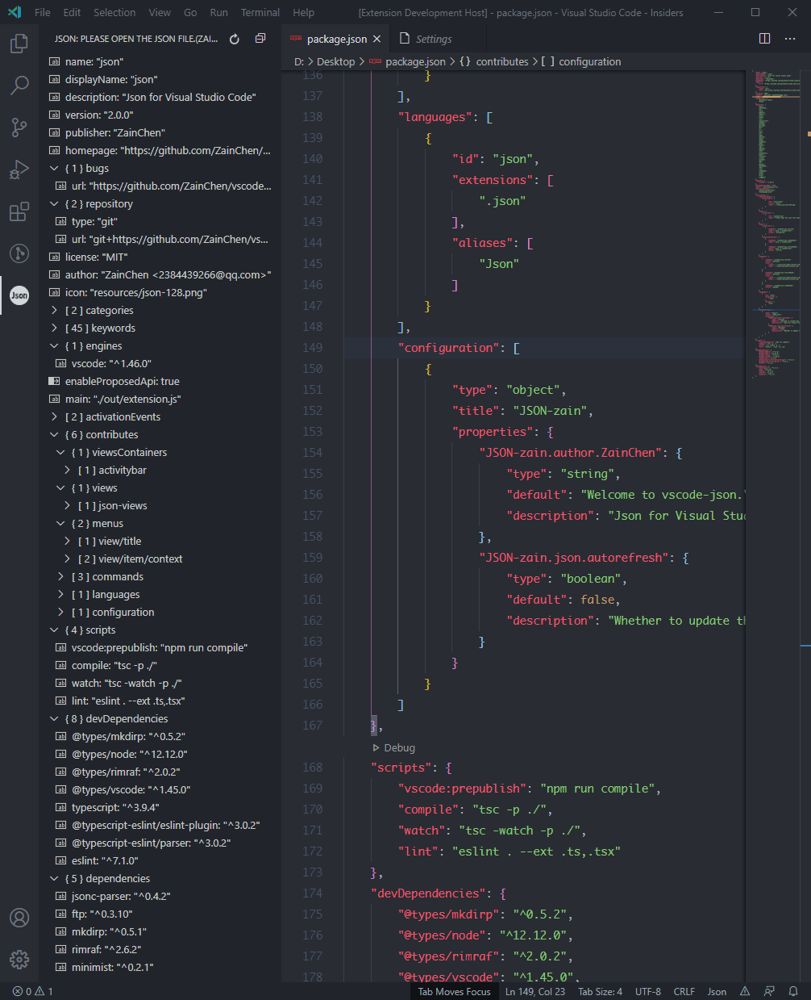 File Edit Selection View Go Run Terminal Help [Extension Development Host] - package.json - Visual Studio Code - Insiders
JSON: PLEASE OPEN THE JSON FILE.(ZAI...
package.json
Settings
D: > Desktop > package.json > {} contributes > [ ] configuration
name: "json"
displayName: "json"
description: "Json for Visual Studio Code"
version: "2.0.0"
publisher: "ZainChen"
homepage: "https://github.com/ZainChen/...
{ 1 } bugs
url: "https://github.com/ZainChen/vscode...
{ 2 } repository
type: "git"
url: "git+https://github.com/ZainChen/vs...
license: "MIT"
author: "ZainChen <2384439266@qq.com>"
icon: "resources/json-128.png"
[ 2 ] categories
[ 45 ] keywords
{ 1 } engines
vscode: "^1.46.0"
enableProposedApi: true
main: "./out/extension.js"
[ 2 ] activationEvents
{ 6 } contributes
{ 1 } viewsContainers
[ 1 ] activitybar
{ 1 } views
[ 1 ] json-views
{ 2 } menus
[ 1 ] view/title
[ 2 ] view/item/context
[ 3 ] commands
[ 1 ] languages
[ 1 ] configuration
{ 4 } scripts
vscode:prepublish: "npm run compile"
compile: "tsc -p ./"
watch: "tsc -watch -p ./"
lint: "eslint . --ext .ts,.tsx"
{ 8 } devDependencies
@types/mkdirp: "^0.5.2"
@types/node: "^12.12.0"
@types/rimraf: "^2.0.2"
@types/vscode: "^1.45.0"
typescript: "^3.9.4"
@typescript-eslint/eslint-plugin: "^3.0.2"
@typescript-eslint/parser: "^3.0.2"
eslint: "^7.1.0"
{ 5 } dependencies
jsonc-parser: "^0.4.2"
ftp: "^0.3.10"
mkdirp: "^0.5.1"
rimraf: "^2.6.2"
minimist: "^0.2.1"
Json
136 }
137 ],
138 "languages": [
139 {
140 "id": "json",
141 "extensions": [
142 ".json"
143 ],
144 "aliases": [
145 "Json"
146 ]
147 }
148 ],
149 "configuration": [
150 {
151 "type": "object",
152 "title": "JSON-zain",
153 "properties": {
154 "JSON-zain.author.ZainChen": {
155 "type": "string",
156 "default": "Welcome to vscode-json.
157 "description": "Json for Visual Stu
158 },
159 "JSON-zain.json.autorefresh": {
160 "type": "boolean",
161 "default": false,
162 "description": "Whether to update t
163 }
164 }
165 }
166 ]
167 },
Debug
168 "scripts": {
169 "vscode:prepublish": "npm run compile",
170 "compile": "tsc -p ./",
171 "watch": "tsc -watch -p ./",
172 "lint": "eslint . --ext .ts,.tsx"
173 },
174 "devDependencies": {
175 "@types/mkdirp": "^0.5.2",
176 "@types/node": "^12.12.0",
177 "@types/rimraf": "^2.0.2",
178 "@types/vscode": "^1.45.0",
0 1 Tab Moves Focus Ln 149, Col 23 Tab Size: 4 UTF-8 CRLF Json